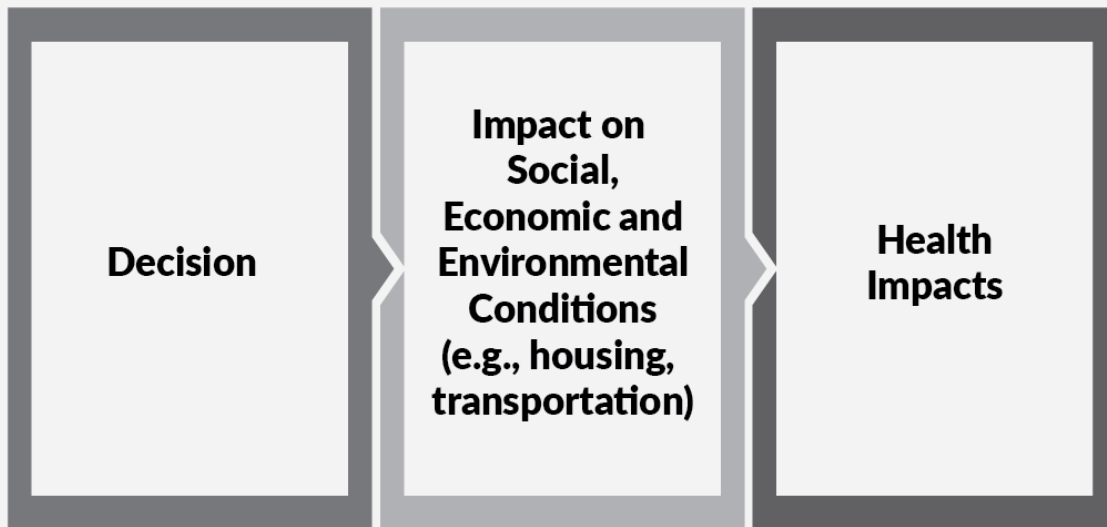 Decision
Impact on
Social,
Economic and
Environmental
Conditions
(e.g., housing,
transportation)
Health
Impacts